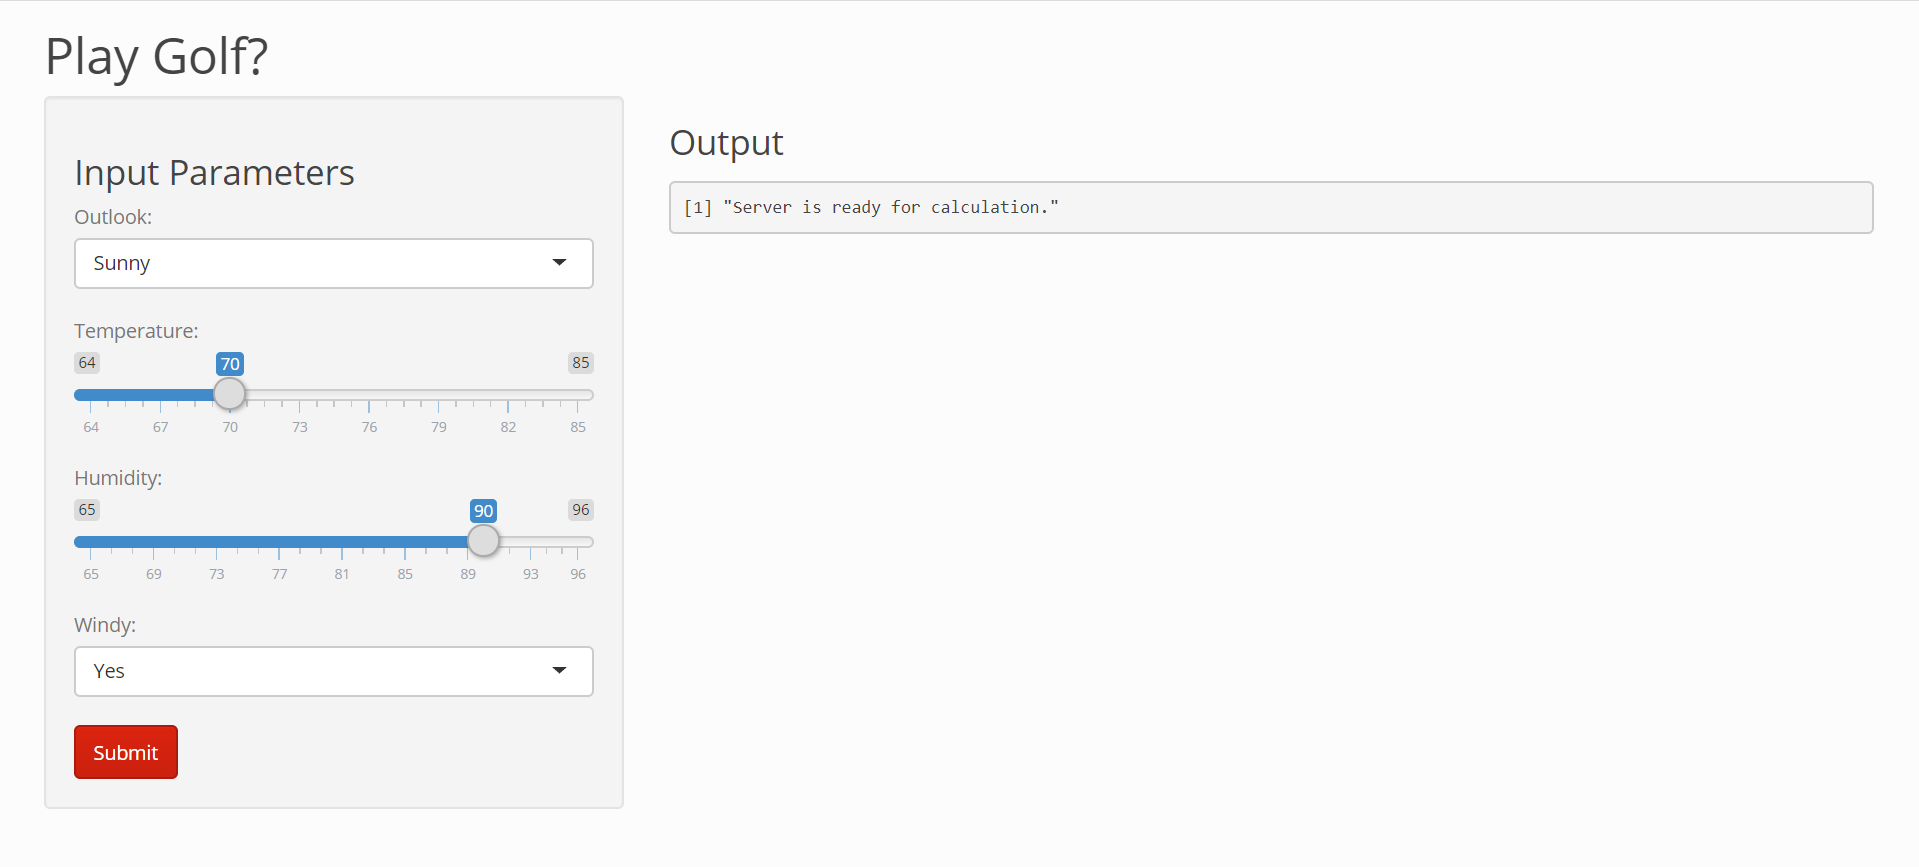 Play Golf?
Input Parameters
Outlook:
Sunny
Temperature:
64 70 85
64 67 70 73 76 79 82 85
Humidity:
65 90 96
65 69 73 77 81 85 89 93 96
Windy:
Yes
Submit
Output
[1] "Server is ready for calculation."